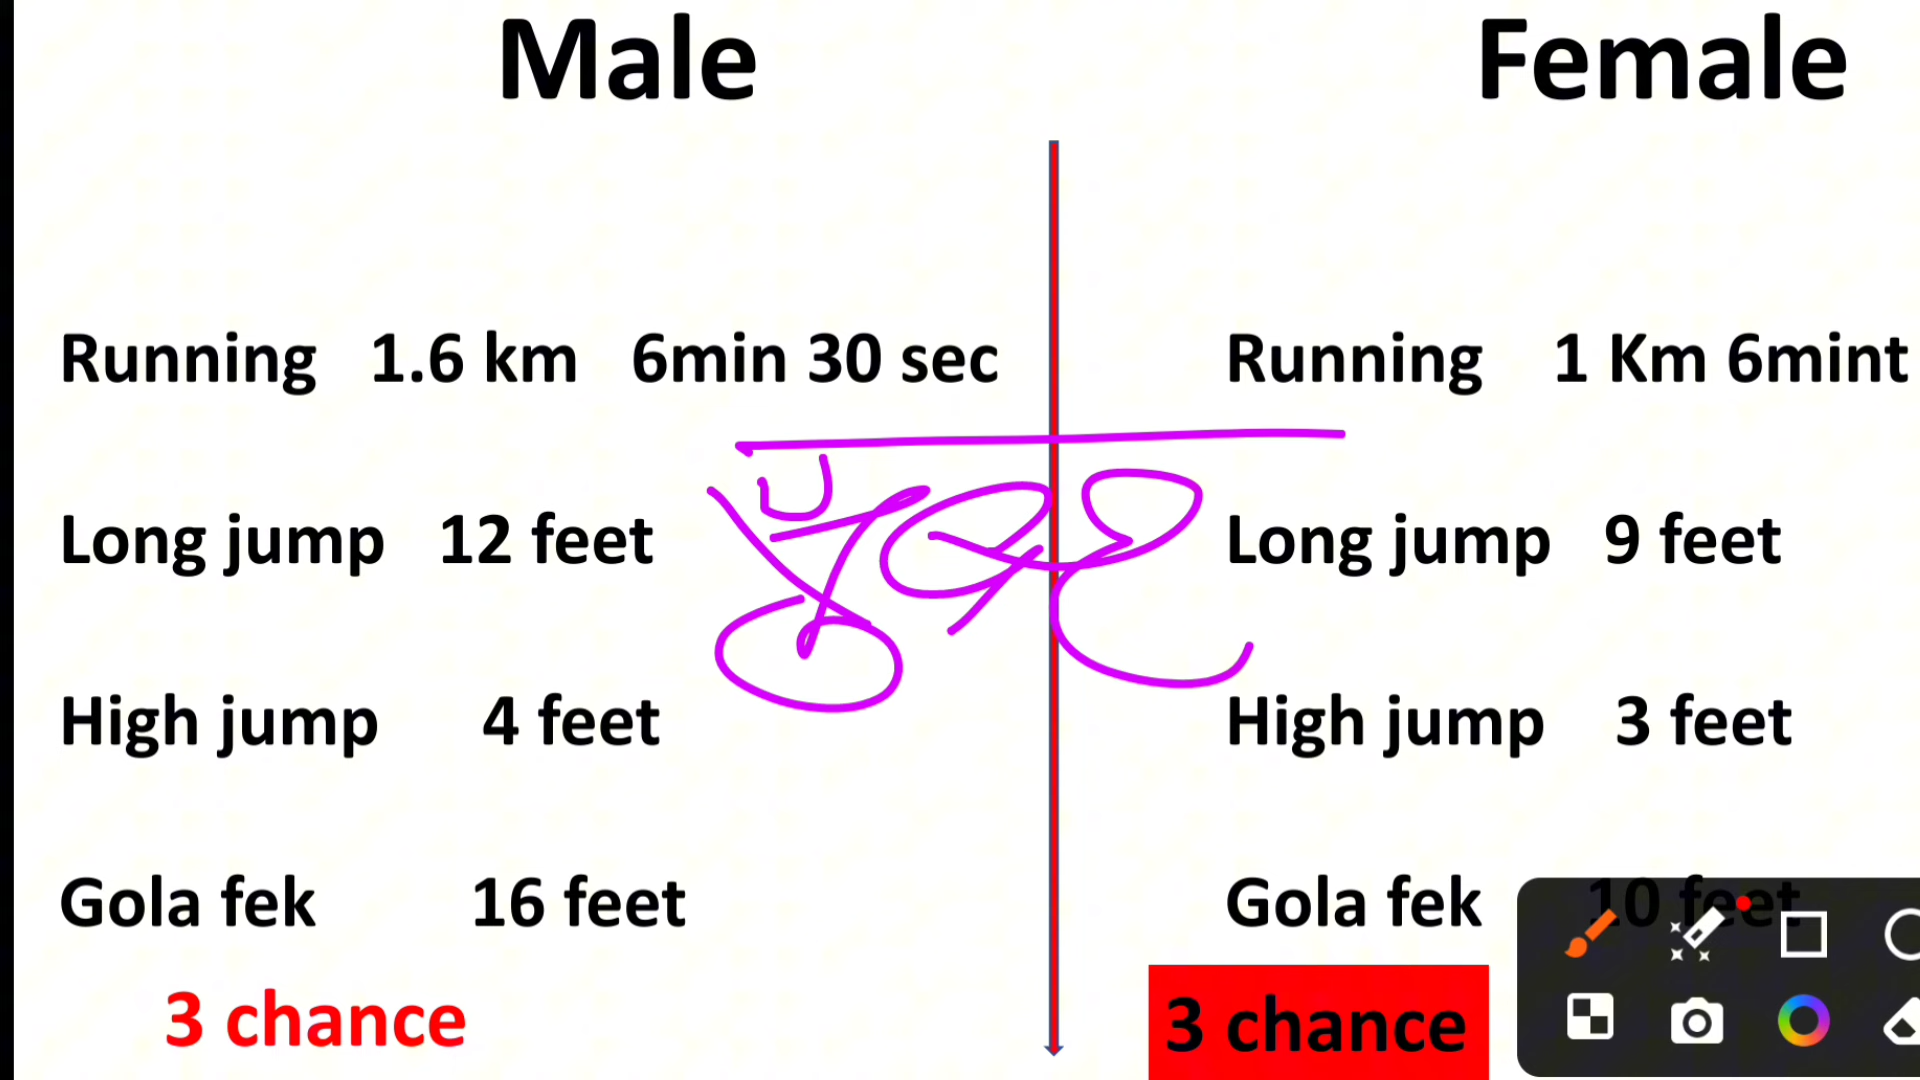 Male
Female
Running 1.6 km 6min 30 sec
Running 1 Km 6mint
Long jump 12 feet
Long jump 9 feet
High jump 4 feet
High jump 3 feet
Gola fek 16 feet
Gola fek 10 feet
3 chance
3 chance